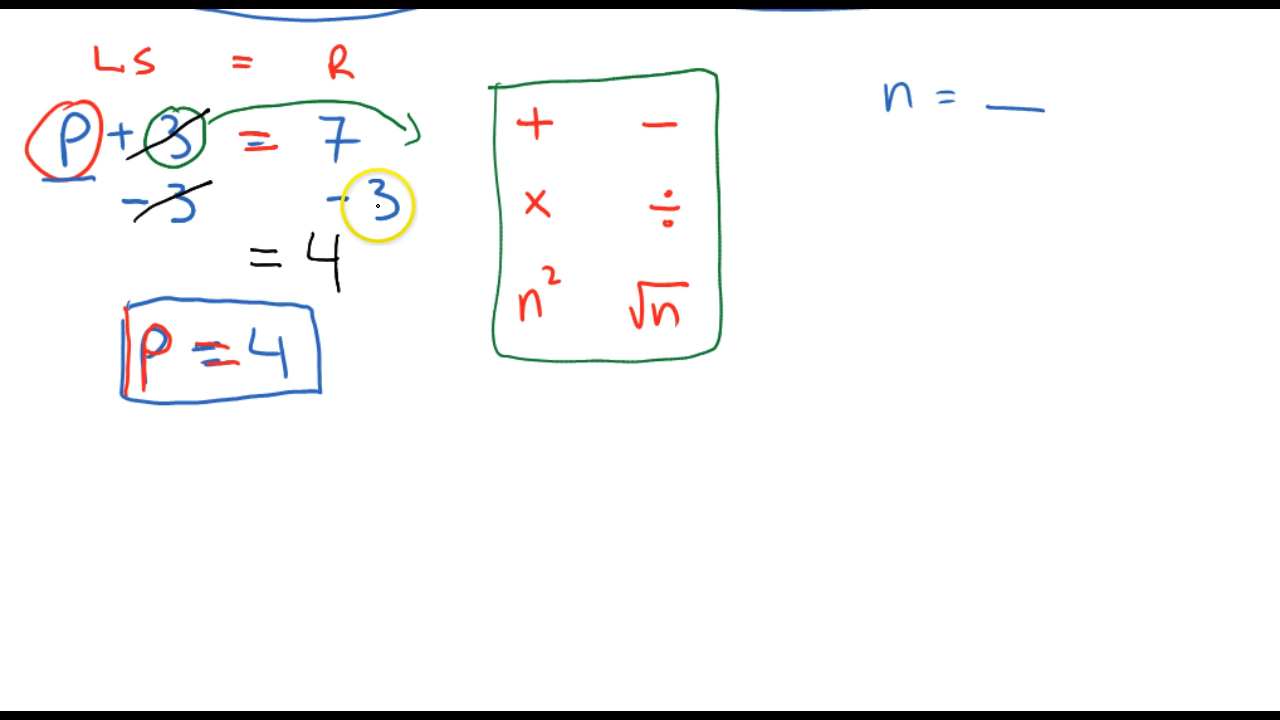 LS = R
p + 3 = 7
- 3 - 3
= 4
p = 4
+ -
× ÷
n² √n
n = __